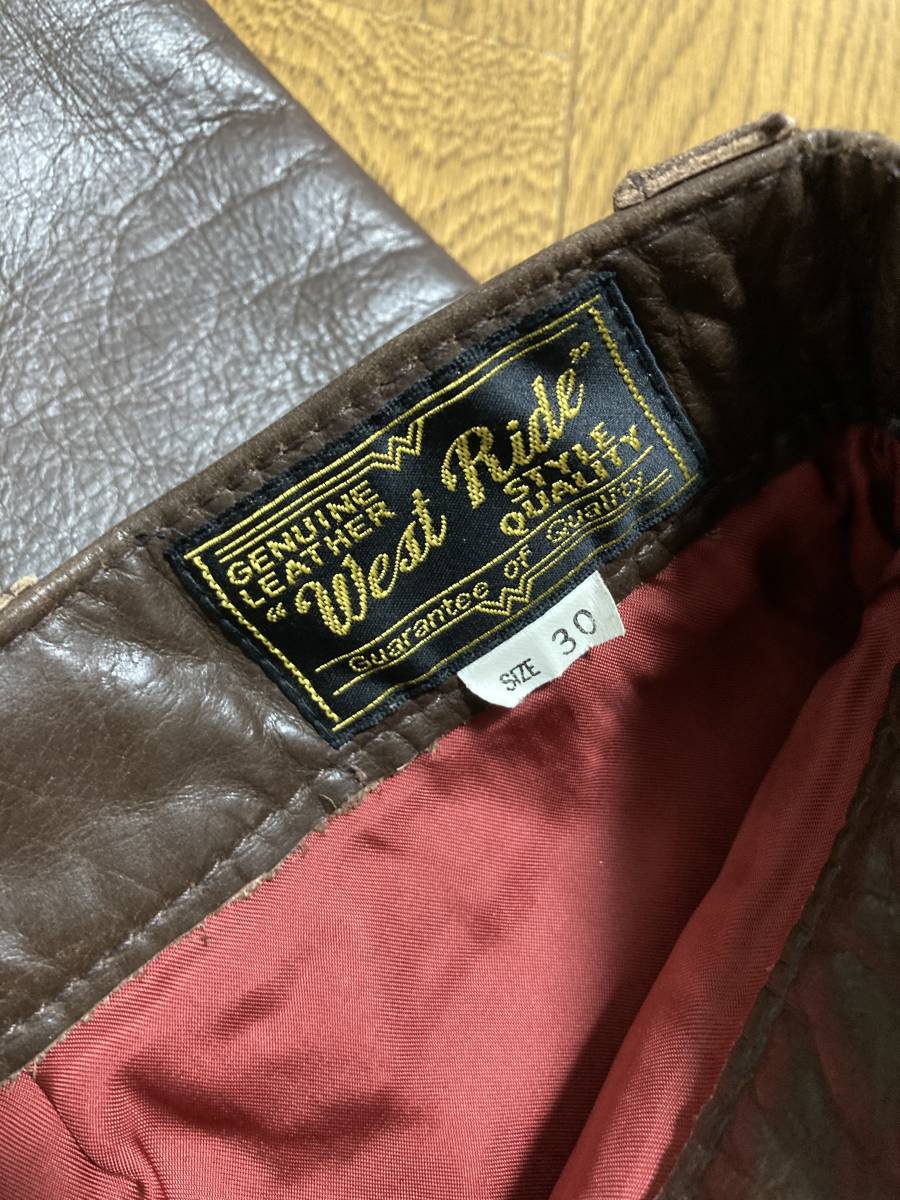 GENUINE
LEATHER
"West Ride"
STYLE
QUALITY
Guarantee of Quality
SIZE 30